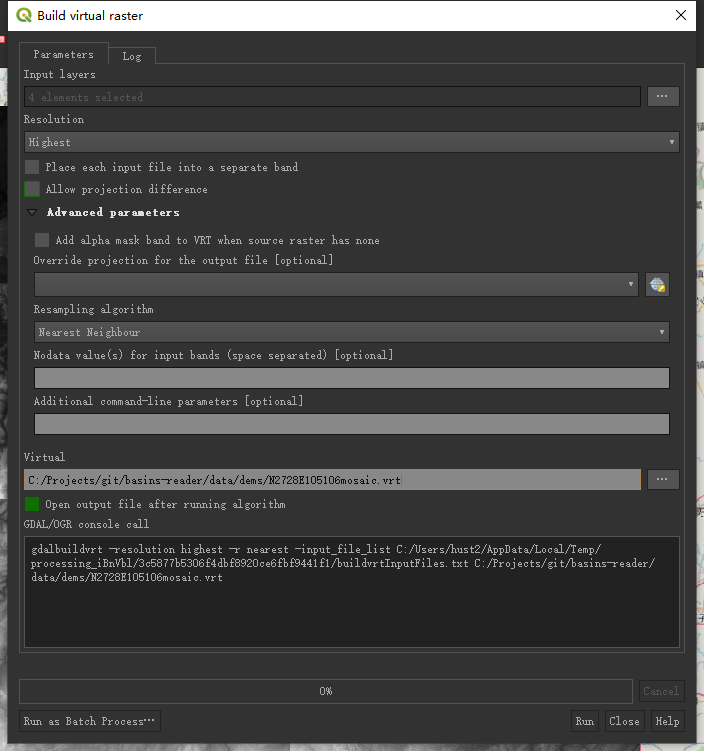 Build virtual raster
Parameters
Log
Input layers
4 elements selected
...
Resolution
Highest
Place each input file into a separate band
Allow projection difference
Advanced parameters
Add alpha mask band to VRT when source raster has none
Override projection for the output file [optional]
Resampling algorithm
Nearest Neighbour
Nodata value(s) for input bands (space separated) [optional]
Additional command-line parameters [optional]
Virtual
C:/Projects/git/basins-reader/data/dems/N2728E105106mosaic.vrt
...
Open output file after running algorithm
GDAL/OGR console call
gdalbuildvrt -resolution highest -r nearest -input_file_list C:/Users/hust2/AppData/Local/Temp/
processing_iBnVbl/3c5877b5306f4dbf8920ce6fbf9441f1/buildvrtInputFiles.txt C:/Projects/git/basins-reader/
data/dems/N2728E105106mosaic.vrt
0%
Cancel
Run as Batch Process…
Run
Close
Help